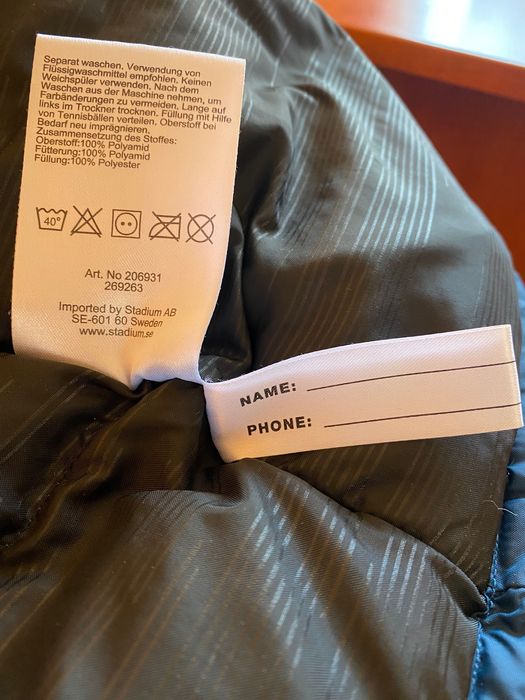 Separat waschen. Verwendung von
Flüssigwaschmittel empfohlen. Keinen
Weichspüler verwenden. Nach dem
Waschen aus der Maschine nehmen, um
Farbänderungen zu vermeiden. Lange auf
links im Trockner trocknen. Füllung mit Hilfe
von Tennisbällen verteilen. Oberstoff bei
Bedarf neu imprägnieren.
Zusammensetzung des Stoffes:
Oberstoff:100% Polyamid
Fütterung:100% Polyamid
Füllung:100% Polyester
40°
Art. No 206931
269263
Imported by Stadium AB
SE-601 60 Sweden
www.stadium.se
NAME:
PHONE: